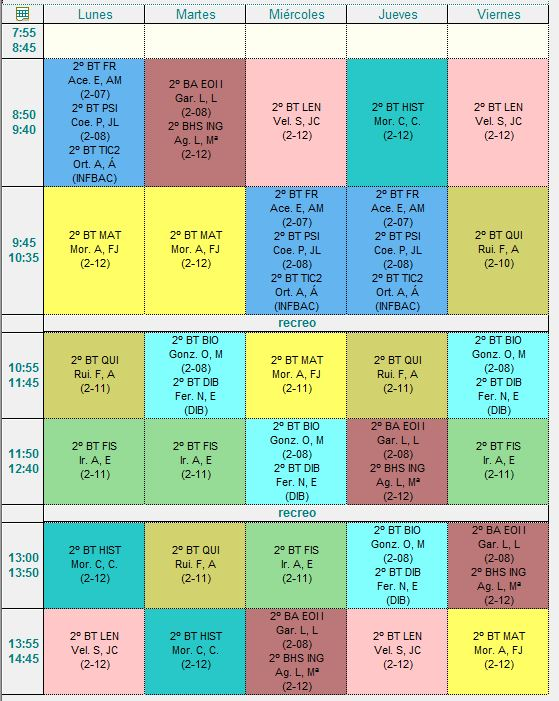 Lunes Martes Miércoles Jueves Viernes
7:55
8:45
8:50
9:40
2º BT FR
Ace. E, AM
(2-07)
2º BT PSI
Coe. P, JL
(2-08)
2º BT TIC2
Ort. A, Á
(INFBAC)
2º BA EOI I
Gar. L, L
(2-08)
2º BHS ING
Ag. L, Mª
(2-12)
2º BT LEN
Vel. S, JC
(2-12)
2º BT HIST
Mor. C, C.
(2-12)
2º BT LEN
Vel. S, JC
(2-12)
9:45
10:35
2º BT MAT
Mor. A, FJ
(2-12)
2º BT MAT
Mor. A, FJ
(2-12)
2º BT FR
Ace. E, AM
(2-07)
2º BT PSI
Coe. P, JL
(2-08)
2º BT TIC2
Ort. A, Á
(INFBAC)
2º BT FR
Ace. E, AM
(2-07)
2º BT PSI
Coe. P, JL
(2-08)
2º BT TIC2
Ort. A, Á
(INFBAC)
2º BT QUI
Rui. F, A
(2-10)
recreo
10:55
11:45
2º BT QUI
Rui. F, A
(2-11)
2º BT BIO
Gonz. O, M
(2-08)
2º BT DIB
Fer. N, E
(DIB)
2º BT MAT
Mor. A, FJ
(2-11)
2º BT QUI
Rui. F, A
(2-11)
2º BT BIO
Gonz. O, M
(2-08)
2º BT DIB
Fer. N, E
(DIB)
11:50
12:40
2º BT FIS
Ir. A, E
(2-11)
2º BT FIS
Ir. A, E
(2-11)
2º BT BIO
Gonz. O, M
(2-08)
2º BT DIB
Fer. N, E
(DIB)
2º BA EOI I
Gar. L, L
(2-08)
2º BHS ING
Ag. L, Mª
(2-12)
2º BT FIS
Ir. A, E
(2-11)
recreo
13:00
13:50
2º BT HIST
Mor. C, C.
(2-12)
2º BT QUI
Rui. F, A
(2-11)
2º BT FIS
Ir. A, E
(2-11)
2º BT BIO
Gonz. O, M
(2-08)
2º BT DIB
Fer. N, E
(DIB)
2º BA EOI I
Gar. L, L
(2-08)
2º BHS ING
Ag. L, Mª
(2-12)
13:55
14:45
2º BT LEN
Vel. S, JC
(2-12)
2º BT HIST
Mor. C, C.
(2-12)
2º BA EOI I
Gar. L, L
(2-08)
2º BHS ING
Ag. L, Mª
(2-12)
2º BT LEN
Vel. S, JC
(2-12)
2º BT MAT
Mor. A, FJ
(2-12)